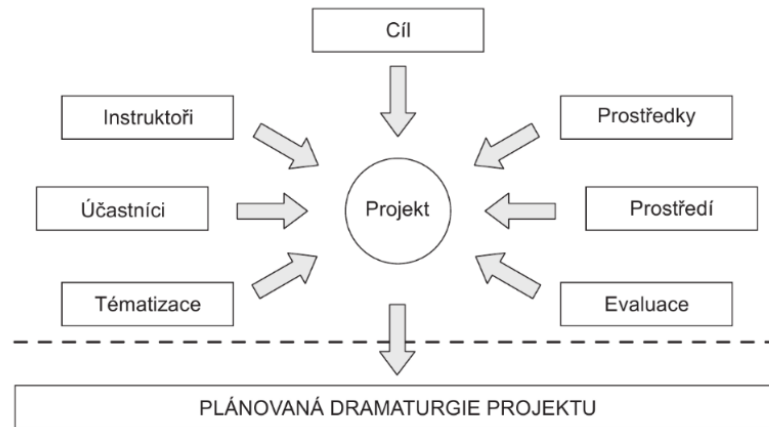 Cíl
Instruktoři
Prostředky
Účastníci
Projekt
Prostředí
Tématizace
Evaluace
PLÁNOVANÁ DRAMATURGIE PROJEKTU